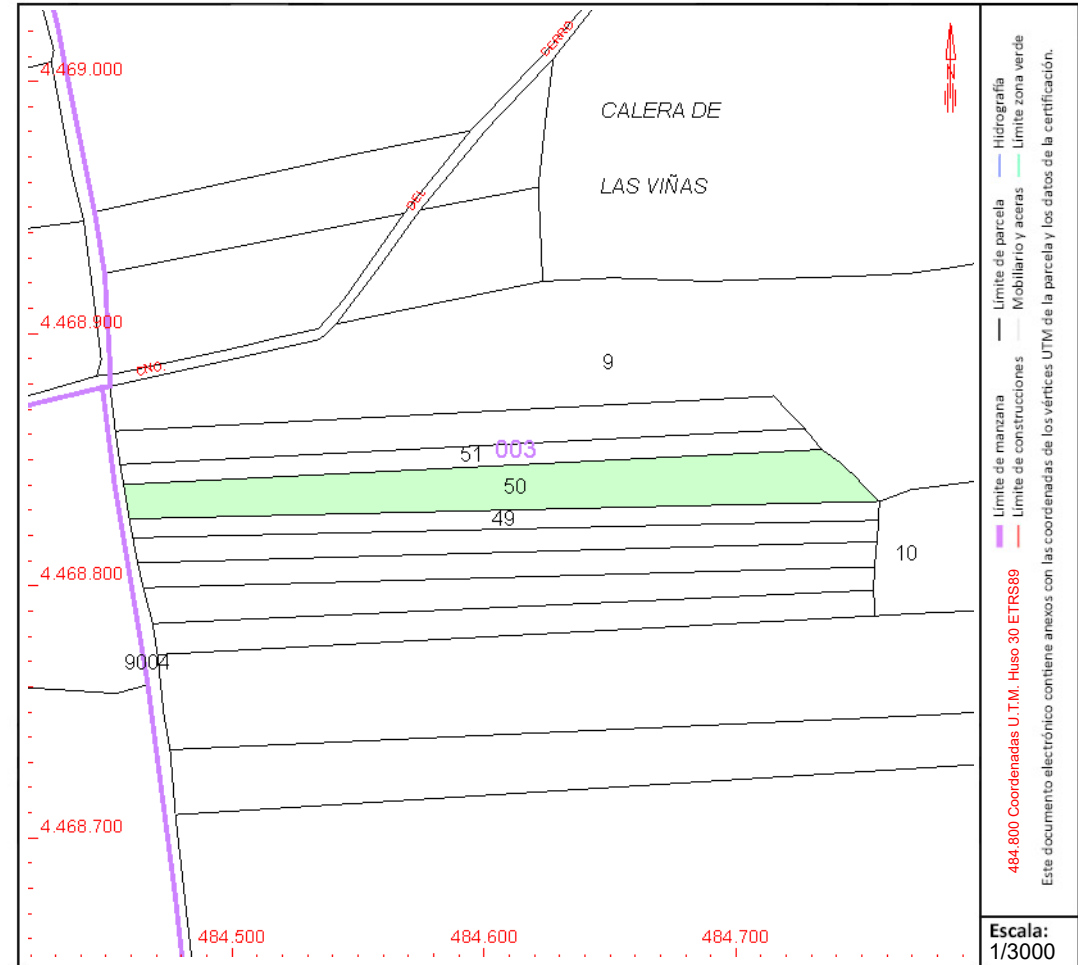 4.469.000
CERRO
N
CALERA DE
DEL
LAS VIÑAS
4.468.900
CNO.
9
51 003
50
49
10
4.468.800
9004
4.468.700
484.500 484.600 484.700
Límite de manzana
Límite de parcela
Hidrografía
484.800 Coordenadas U.T.M. Huso 30 ETRS89
Límite de construcciones
Mobiliario y aceras
Límite zona verde
Este documento electrónico contiene anexos con las coordenadas de los vértices UTM de la parcela y los datos de la certificación.
Escala:
1/3000